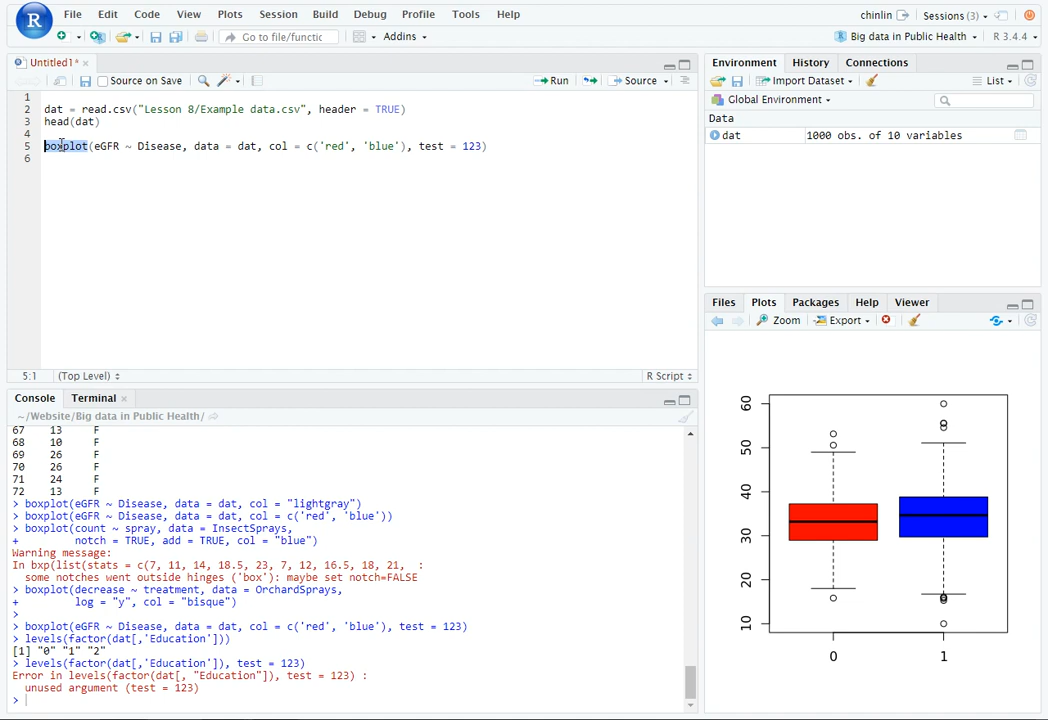 R File Edit Code View Plots Session Build Debug Profile Tools Help chinlin Sessions (3)
Go to file/functic Addins Big data in Public Health R 3.4.4
Untitled1*
Source on Save Run Source
1
2 dat = read.csv("Lesson 8/Example data.csv", header = TRUE)
3 head(dat)
4
5 boxplot(eGFR ~ Disease, data = dat, col = c('red', 'blue'), test = 123)
6
5:1 (Top Level) R Script
Console Terminal
~/Website/Big data in Public Health/
67 13 F
68 10 F
69 26 F
70 26 F
71 24 F
72 13 F
> boxplot(eGFR ~ Disease, data = dat, col = "lightgray")
> boxplot(eGFR ~ Disease, data = dat, col = c('red', 'blue'))
> boxplot(count ~ spray, data = InsectSprays,
+ notch = TRUE, add = TRUE, col = "blue")
Warning message:
In bxp(list(stats = c(7, 11, 14, 18.5, 23, 7, 12, 16.5, 18, 21, :
some notches went outside hinges ('box'): maybe set notch=FALSE
> boxplot(decrease ~ treatment, data = OrchardSprays,
+ log = "y", col = "bisque")
>
> boxplot(eGFR ~ Disease, data = dat, col = c('red', 'blue'), test = 123)
> levels(factor(dat[,'Education']))
[1] "0" "1" "2"
> levels(factor(dat[,'Education']), test = 123)
Error in levels(factor(dat[, "Education"]), test = 123) :
unused argument (test = 123)
>
Environment History Connections
Import Dataset List
Global Environment
Data
dat 1000 obs. of 10 variables
Files Plots Packages Help Viewer
Zoom Export
60
50
40
30
20
10
0 1